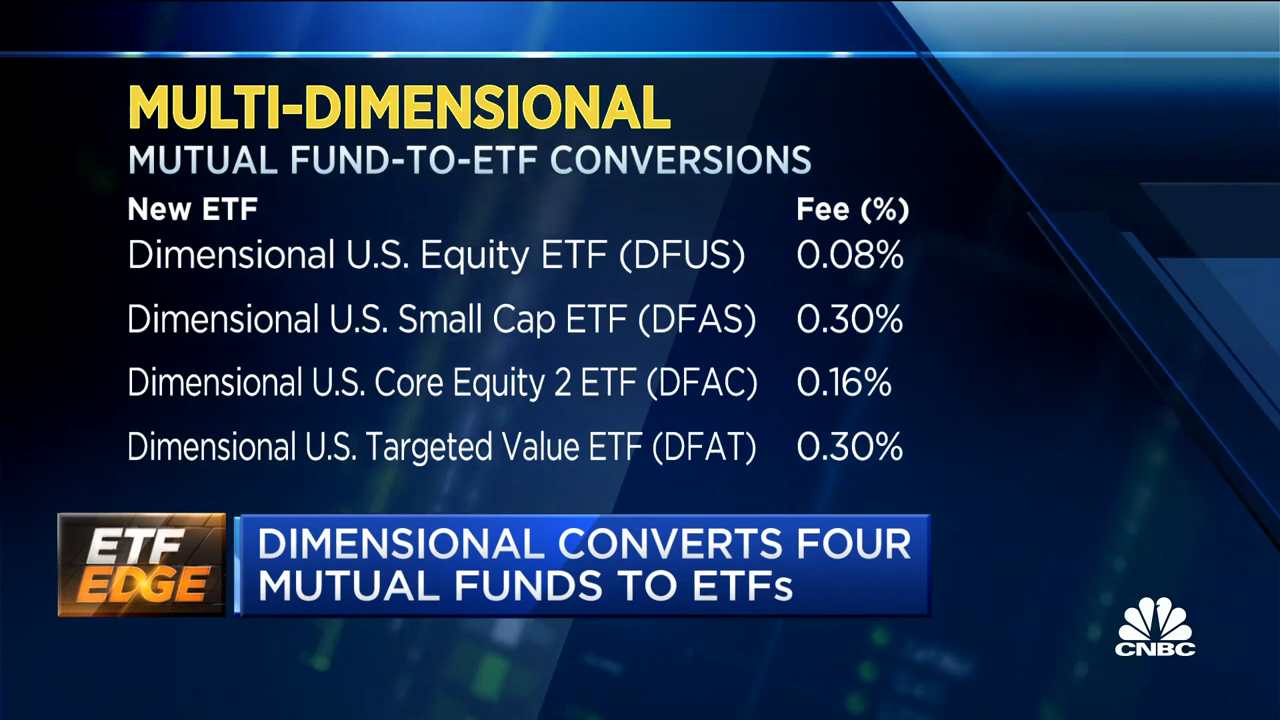 MULTI-DIMENSIONAL
MUTUAL FUND-TO-ETF CONVERSIONS
New ETF Fee (%)
Dimensional U.S. Equity ETF (DFUS) 0.08%
Dimensional U.S. Small Cap ETF (DFAS) 0.30%
Dimensional U.S. Core Equity 2 ETF (DFAC) 0.16%
Dimensional U.S. Targeted Value ETF (DFAT) 0.30%
ETF
EDGE
DIMENSIONAL CONVERTS FOUR
MUTUAL FUNDS TO ETFs
CNBC